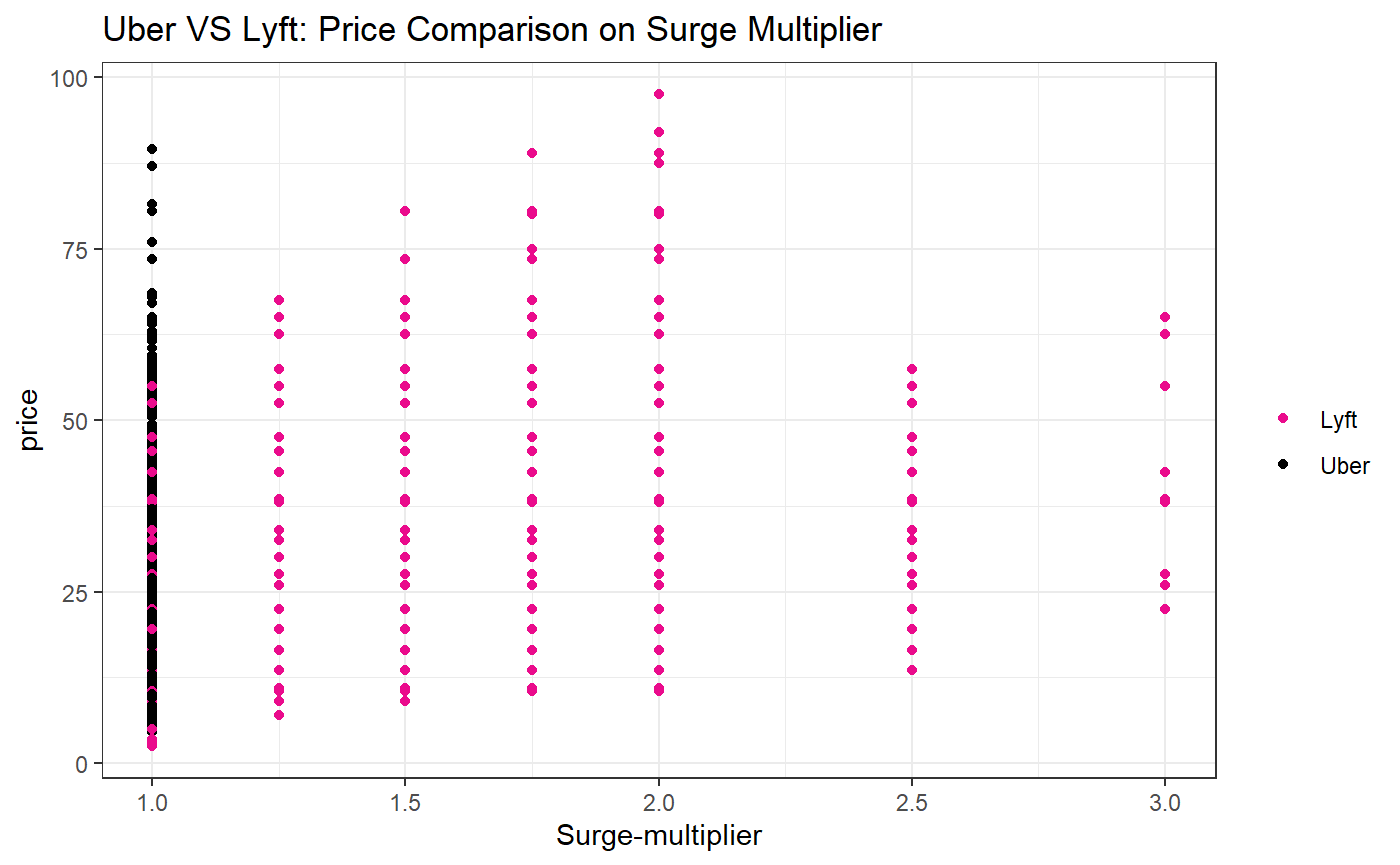 Uber VS Lyft: Price Comparison on Surge Multiplier
100
75
50
25
0
price
1.0 1.5 2.0 2.5 3.0
Surge-multiplier
Lyft
Uber